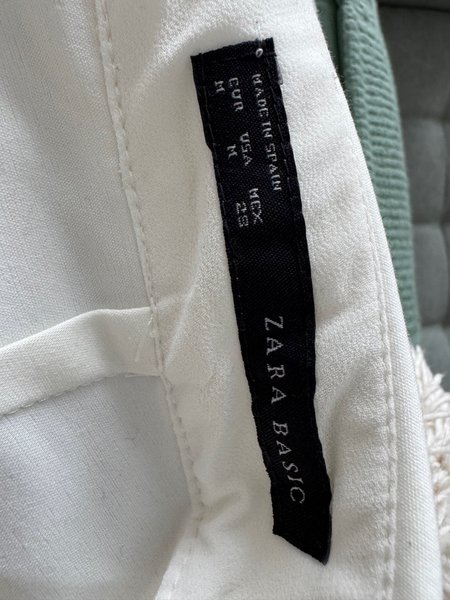 ZARA BASIC
EUR USA MEX
M M 28
MADE IN SPAIN